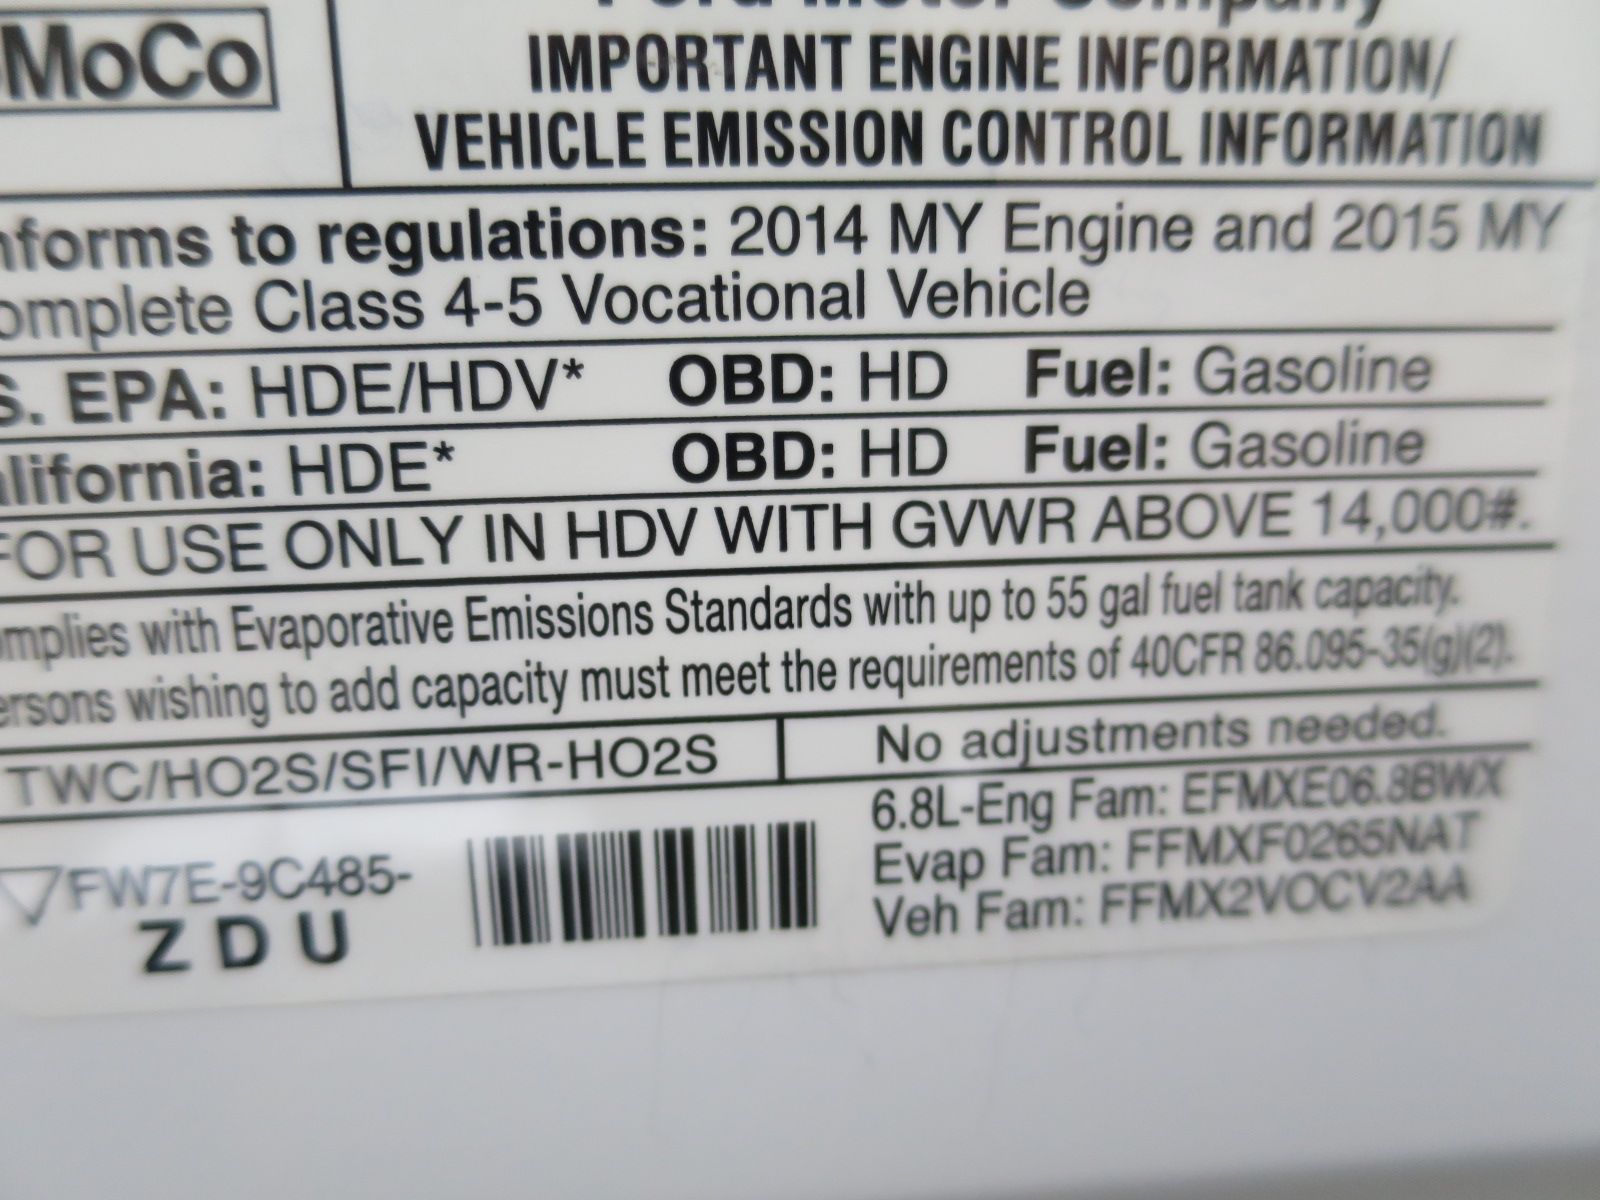 MoCo
Ford Motor Company
IMPORTANT ENGINE INFORMATION/
VEHICLE EMISSION CONTROL INFORMATION
nforms to regulations: 2014 MY Engine and 2015 MY
omplete Class 4-5 Vocational Vehicle
S. EPA: HDE/HDV* OBD: HD Fuel: Gasoline
alifornia: HDE* OBD: HD Fuel: Gasoline
FOR USE ONLY IN HDV WITH GVWR ABOVE 14,000#.
omplies with Evaporative Emissions Standards with up to 55 gal fuel tank capacity.
ersons wishing to add capacity must meet the requirements of 40CFR 86.095-35(g)(2).
TWC/HO2S/SFI/WR-HO2S
No adjustments needed.
6.8L-Eng Fam: EFMXE06.8BWX
Evap Fam: FFMXF0265NAT
Veh Fam: FFMX2VOCV2AA
FW7E-9C485-
ZDU